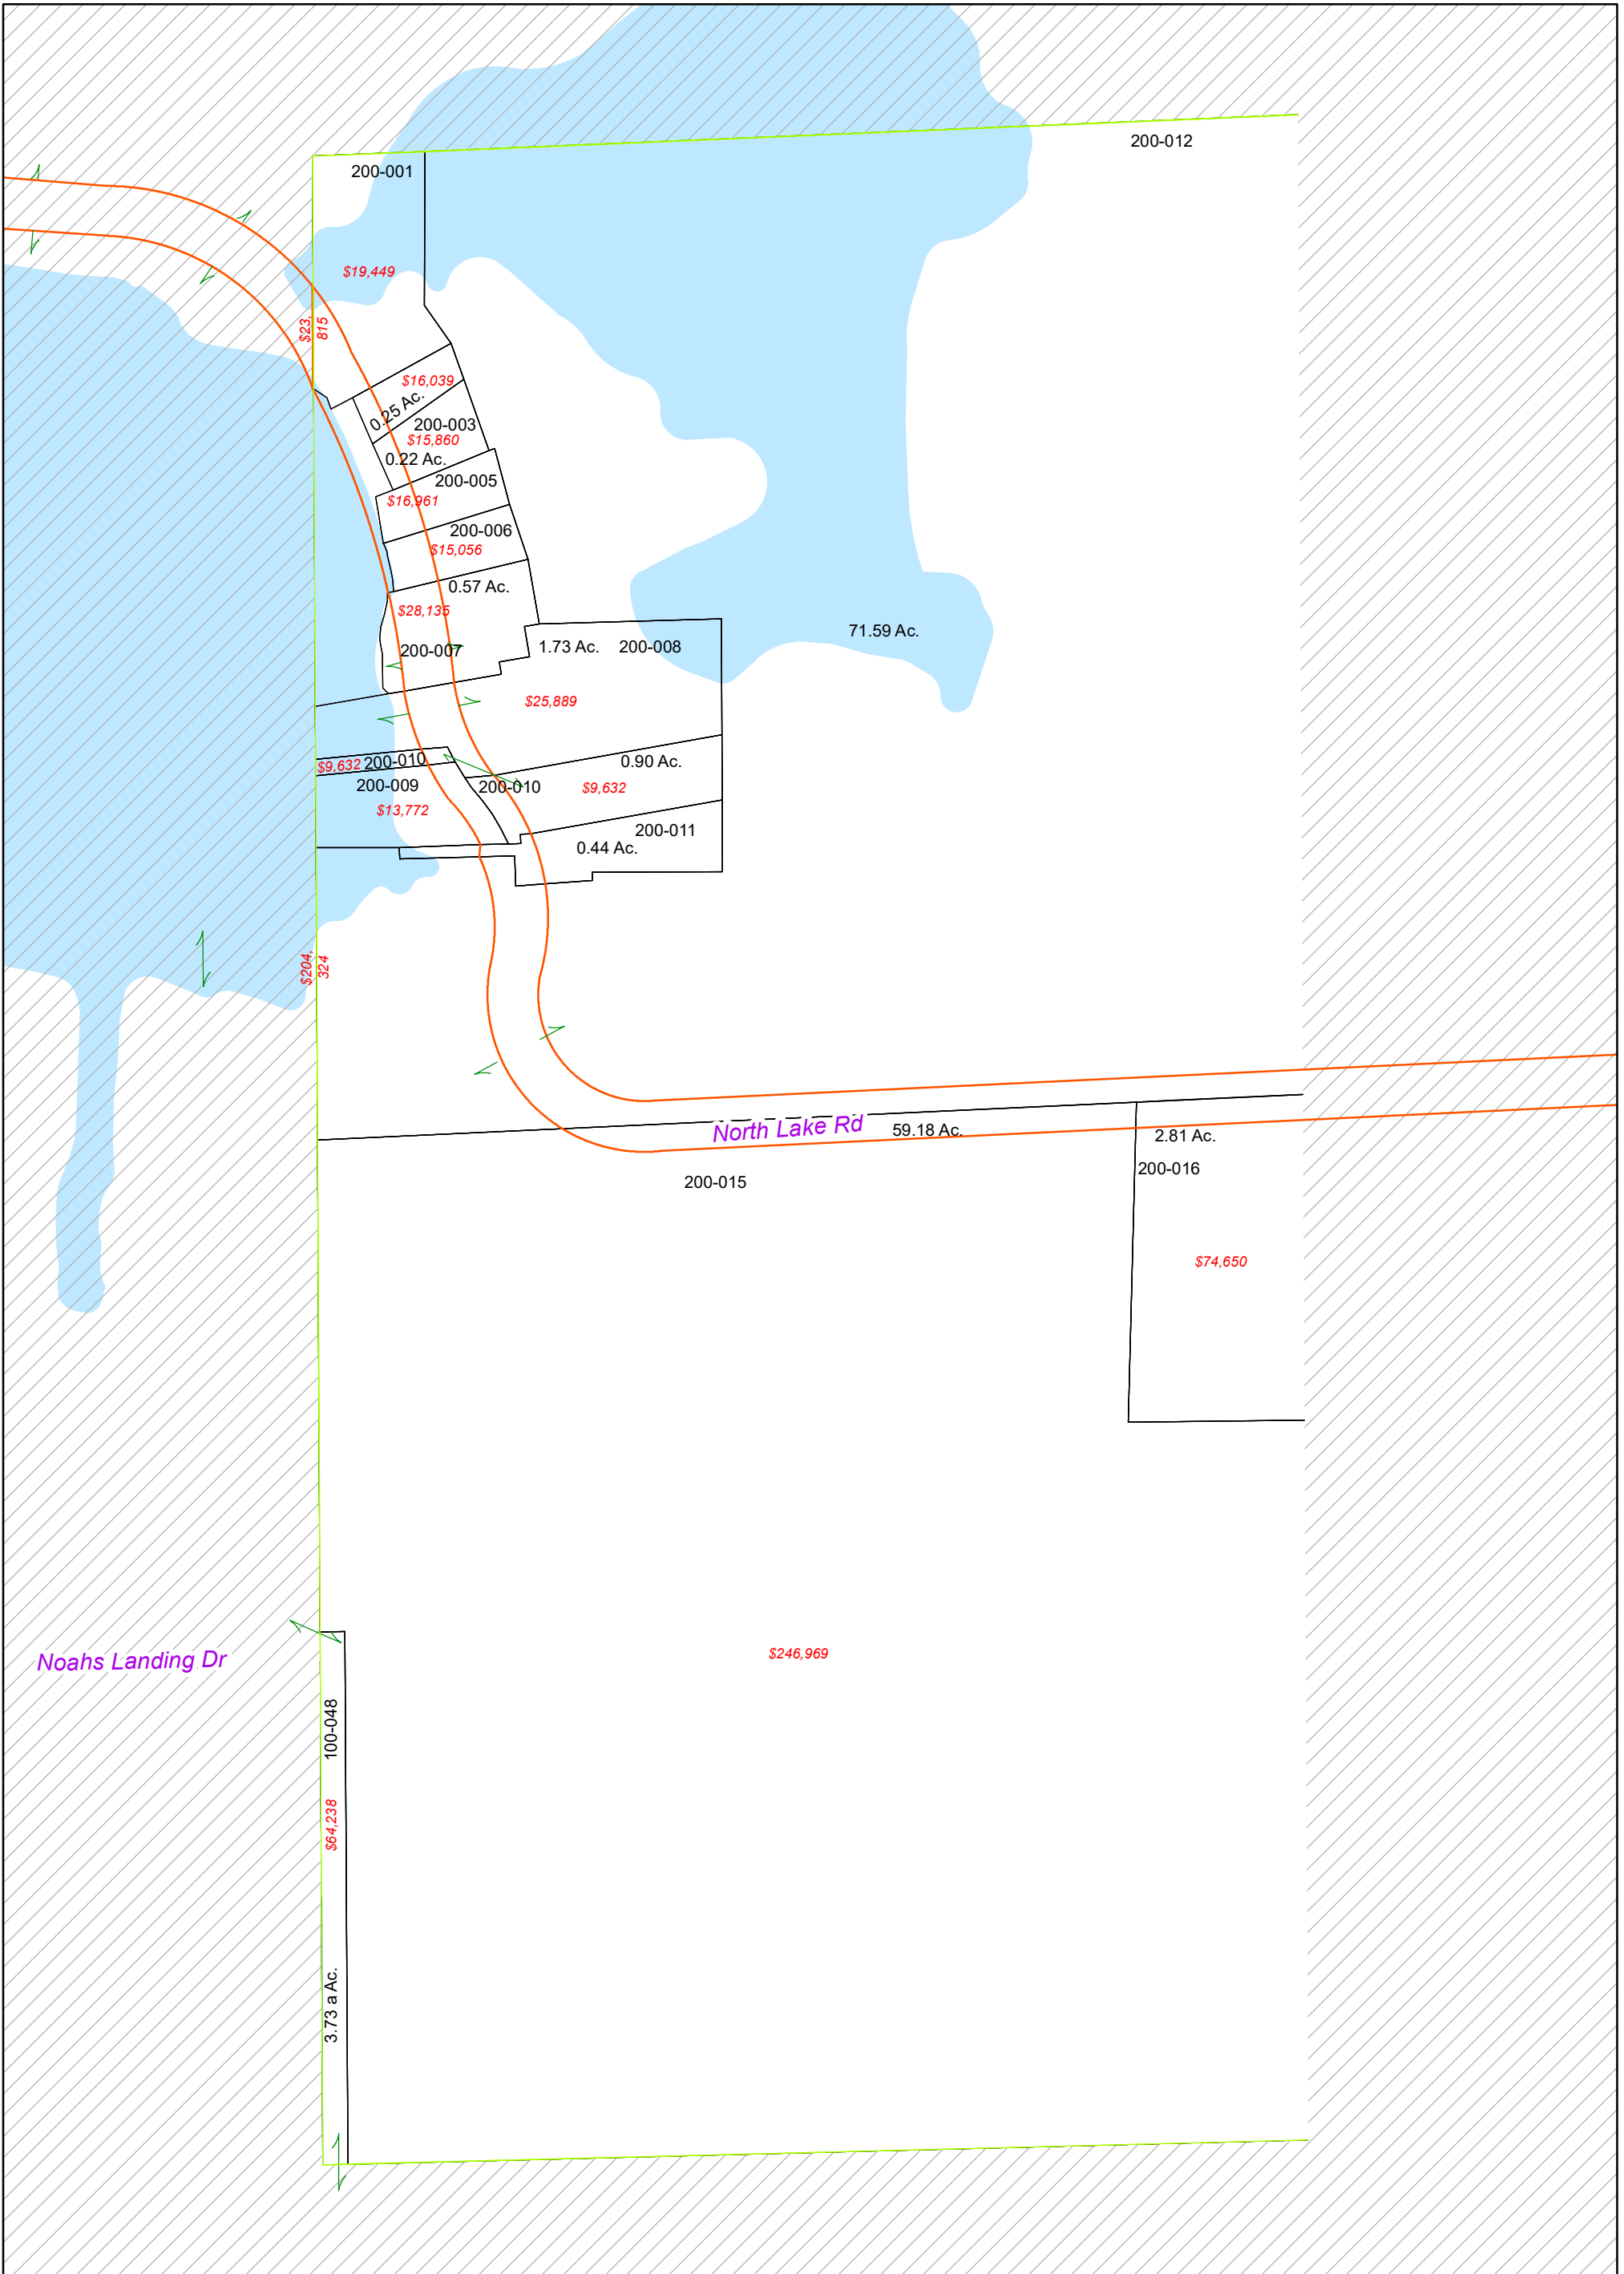 200-012
200-001
$19,449
$23,
815
$16,039
0.25 Ac.
200-003
$15,860
0.22 Ac.
200-005
$16,961
200-006
$15,056
0.57 Ac.
$28,135
200-007
1.73 Ac.
200-008
71.59 Ac.
$25,889
200-010
$9,632
0.90 Ac.
200-009
200-010
$9,632
$13,772
200-011
0.44 Ac.
$204,
324
North Lake Rd
59.18 Ac.
2.81 Ac.
200-016
200-015
$74,650
$246,969
Noahs Landing Dr
100-048
$64,238
3.73 a Ac.